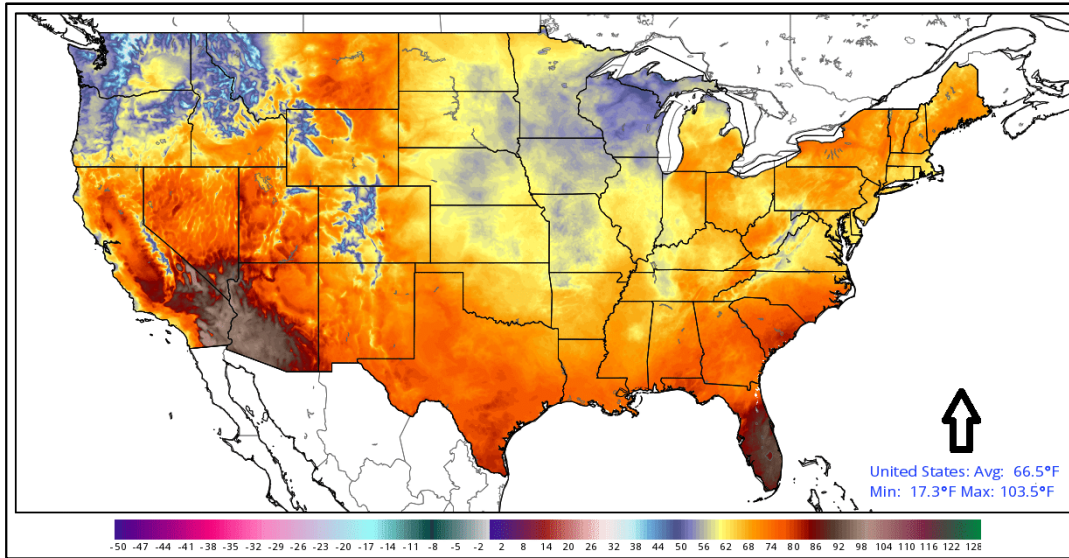 United States: Avg:  66.5°F
Min:  17.3°F Max: 103.5°F
-50 -47 -44 -41 -38 -35 -32 -29 -26 -23 -20 -17 -14 -11 -8 -5 -2 2 8 14 20 26 32 38 44 50 56 62 68 74 80 86 92 98 104 110 116 122 128